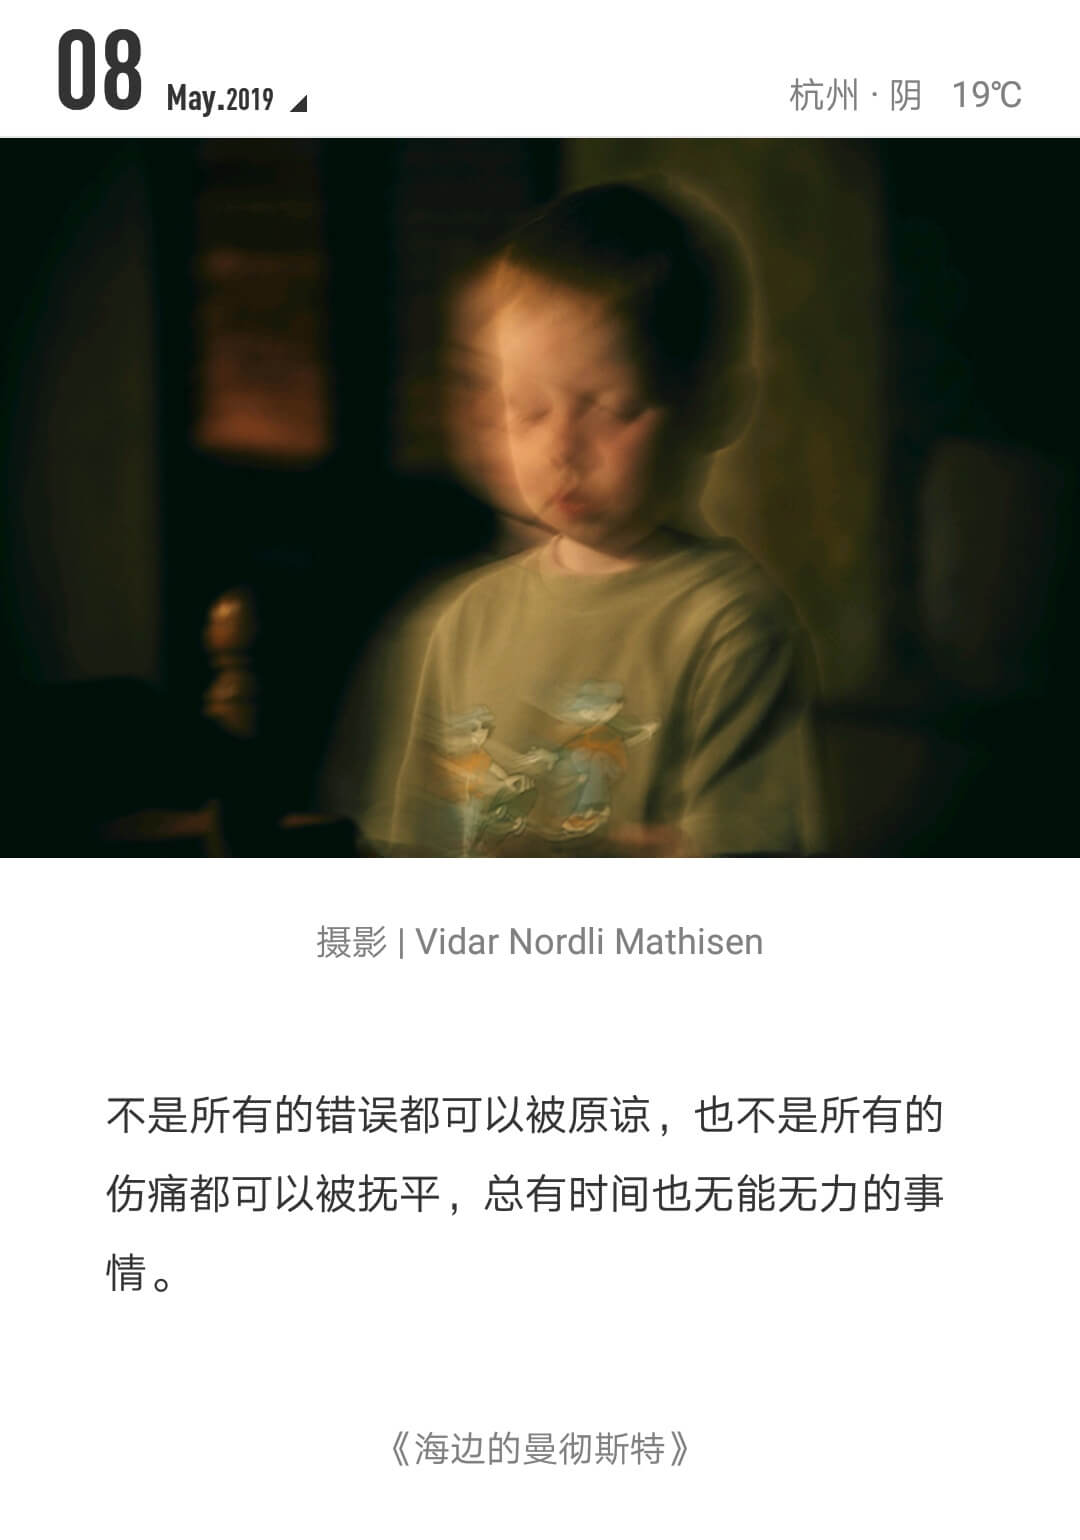 08 May.2019
杭州 · 阴 19℃
摄影 | Vidar Nordli Mathisen
不是所有的错误都可以被原谅，也不是所有的
伤痛都可以被抚平，总有时间也无能无力的事
情。
《海边的曼彻斯特》